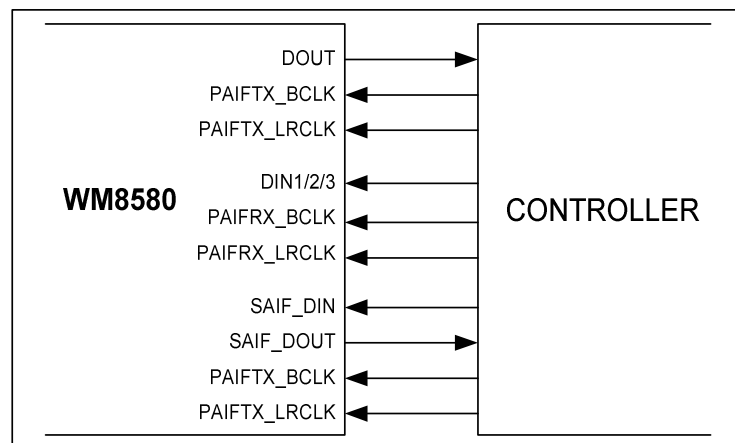 DOUT
PAIFTX_BCLK
PAIFTX_LRCLK
DIN1/2/3
WM8580
PAIFRX_BCLK
CONTROLLER
PAIFRX_LRCLK
SAIF_DIN
SAIF_DOUT
PAIFTX_BCLK
PAIFTX_LRCLK